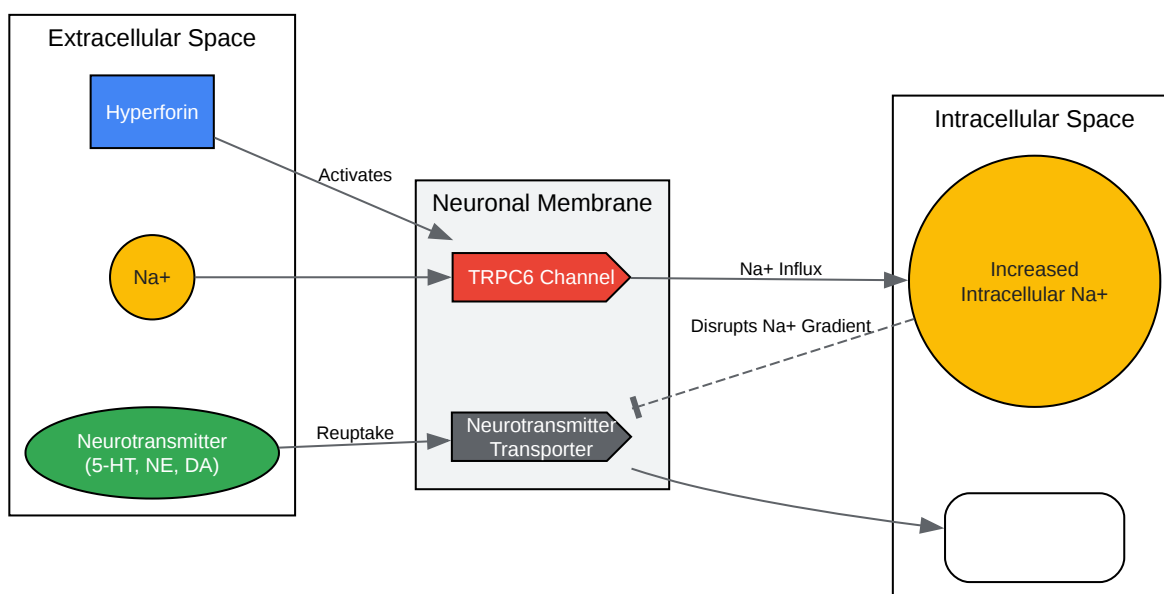 Extracellular Space
Hyperforin
Activates
Na+
Neurotransmitter
(5-HT, NE, DA)
Reuptake
Neuronal Membrane
TRPC6 Channel
Neurotransmitter
Transporter
Na+ Influx
Disrupts Na+ Gradient
Intracellular Space
Increased
Intracellular Na+